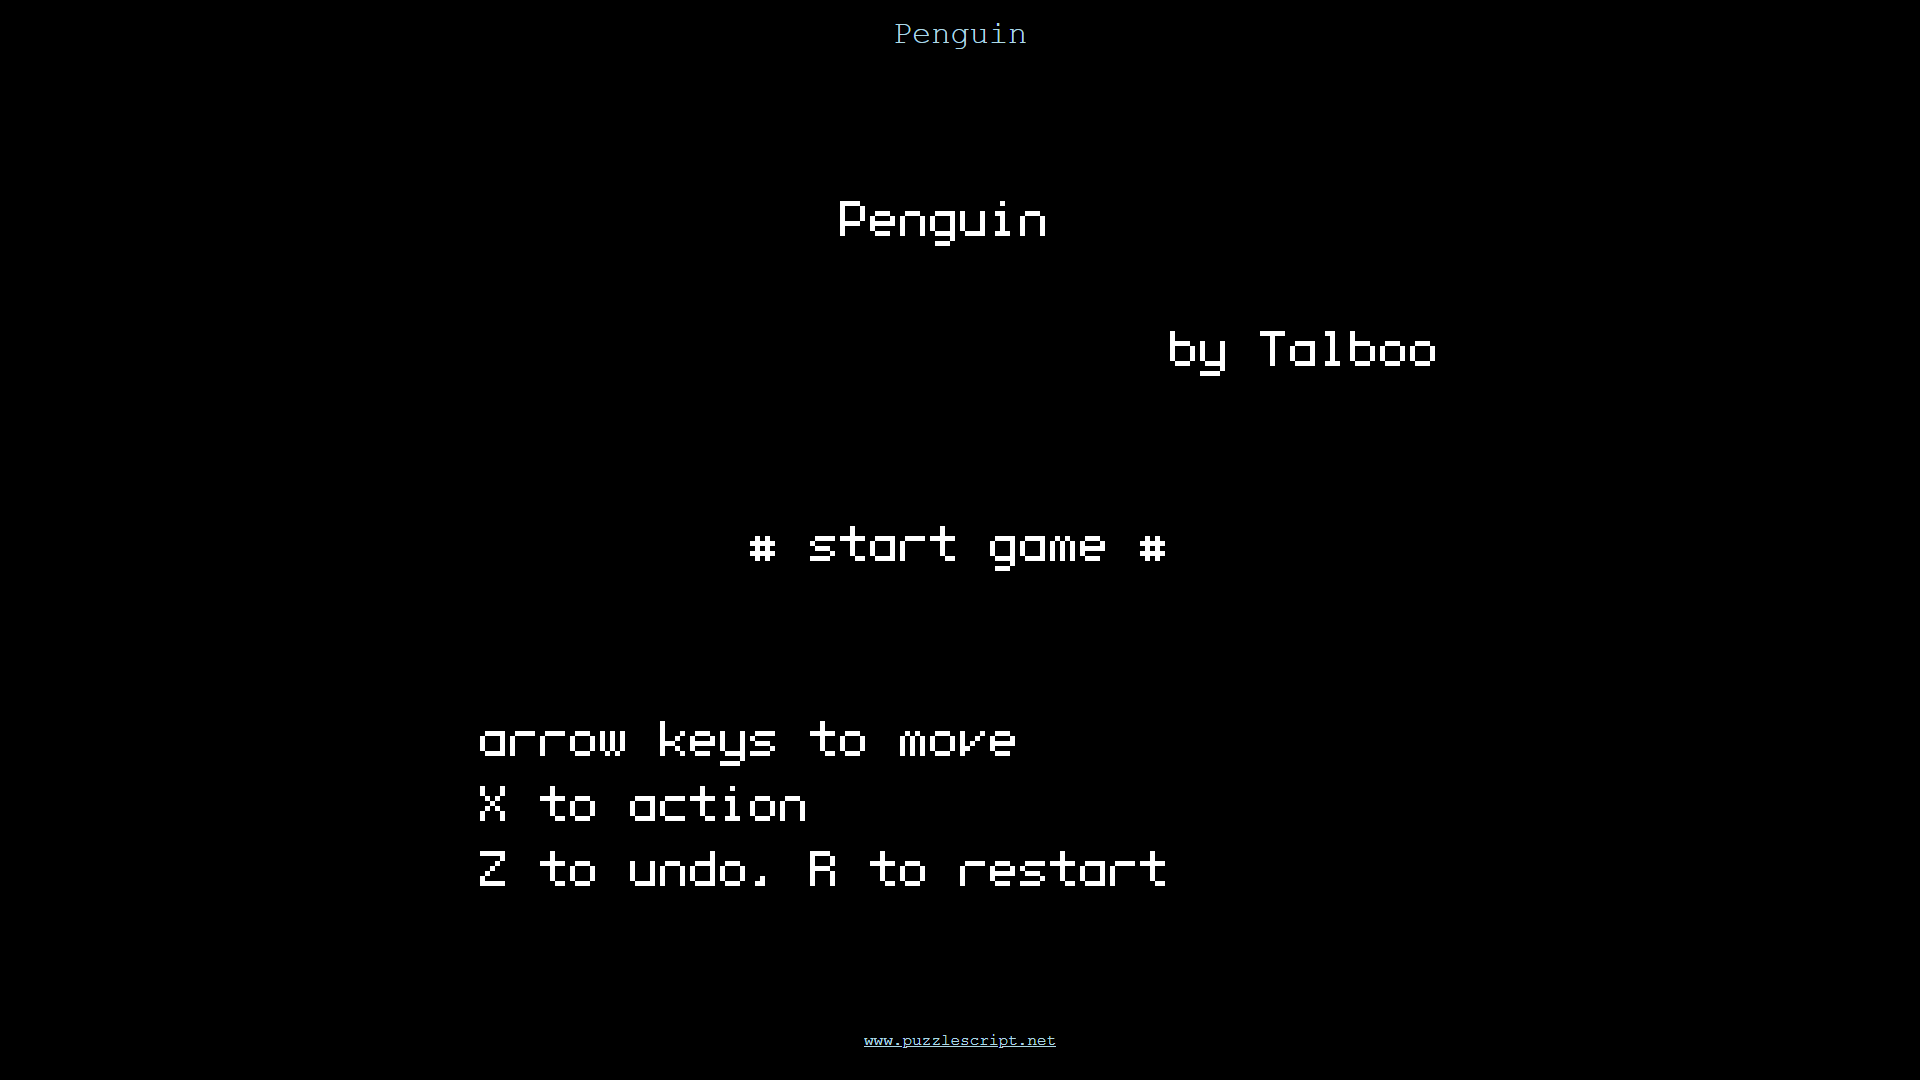 Penguin
Penguin
by Talboo
# start game #
arrow keys to move
X to action
Z to undo, R to restart
www.puzzlescript.net